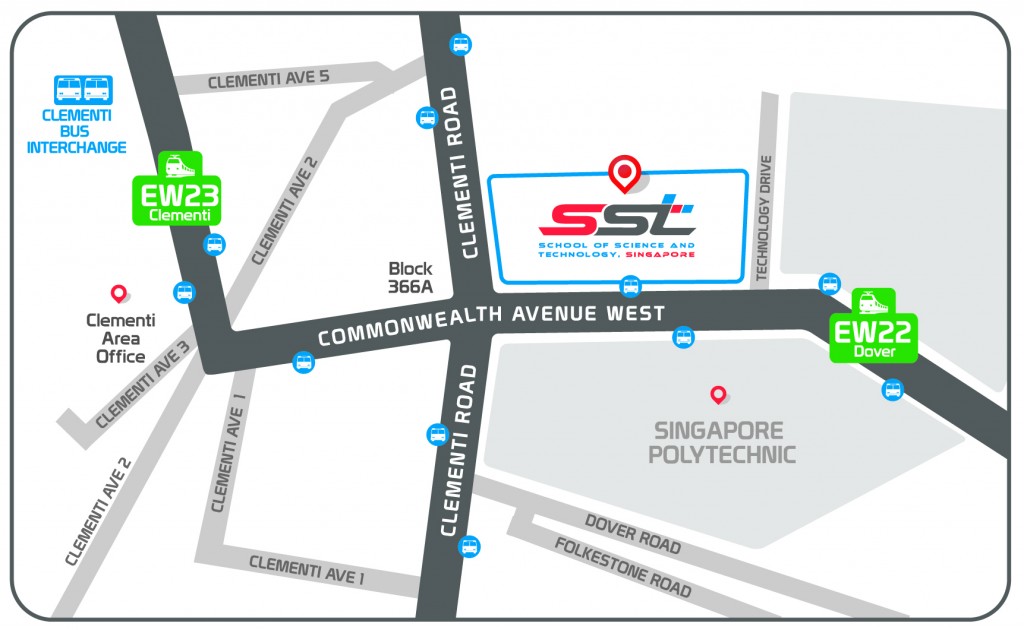 CLEMENTI AVE 5
CLEMENTI
BUS
INTERCHANGE
EW23
Clementi
CLEMENTI AVE 2
CLEMENTI ROAD
TECHNOLOGY DRIVE
SST
SCHOOL OF SCIENCE AND
TECHNOLOGY, SINGAPORE
Block
366A
Clementi
Area
Office
COMMONWEALTH AVENUE WEST
EW22
Dover
CLEMENTI AVE 3
CLEMENTI AVE 1
CLEMENTI ROAD
SINGAPORE
POLYTECHNIC
CLEMENTI AVE 2
CLEMENTI AVE 1
DOVER ROAD
FOLKESTONE ROAD